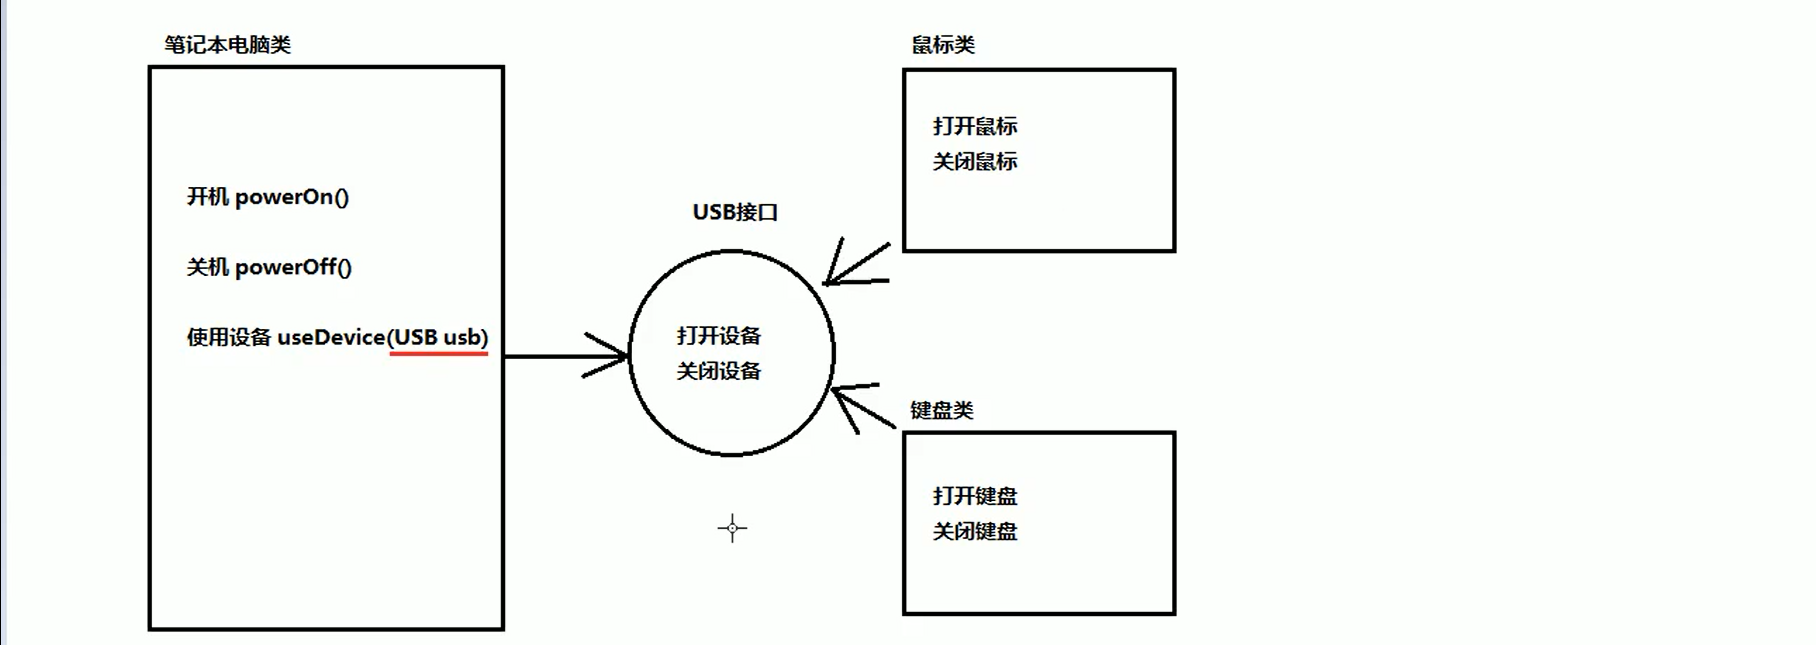 笔记本电脑类
开机 powerOn()
关机 powerOff()
使用设备 useDevice(USB usb)
USB接口
打开设备
关闭设备
鼠标类
打开鼠标
关闭鼠标
键盘类
打开键盘
关闭键盘